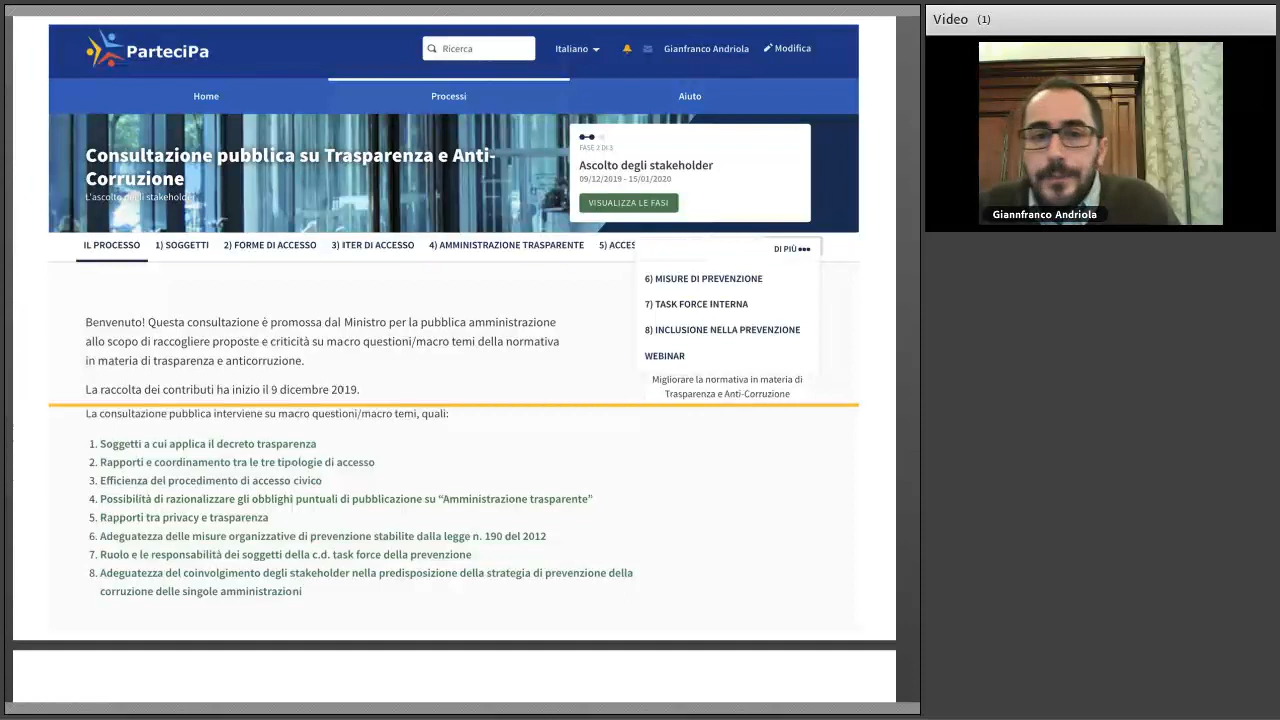 ParteciPa
Ricerca
Italiano
Gianfranco Andriola
Modifica
Home
Processi
Aiuto
Consultazione pubblica su Trasparenza e Anti-
Corruzione
L'ascolto degli stakeholder
FASE 2 DI 3
Ascolto degli stakeholder
09/12/2019 - 15/01/2020
VISUALIZZA LE FASI
IL PROCESSO
1) SOGGETTI
2) FORME DI ACCESSO
3) ITER DI ACCESSO
4) AMMINISTRAZIONE TRASPARENTE
5) ACCES
DI PIÙ
6) MISURE DI PREVENZIONE
7) TASK FORCE INTERNA
8) INCLUSIONE NELLA PREVENZIONE
WEBINAR
Migliorare la normativa in materia di
Trasparenza e Anti-Corruzione
Benvenuto! Questa consultazione è promossa dal Ministro per la pubblica amministrazione
allo scopo di raccogliere proposte e criticità su macro questioni/macro temi della normativa
in materia di trasparenza e anticorruzione.
La raccolta dei contributi ha inizio il 9 dicembre 2019.
La consultazione pubblica interviene su macro questioni/macro temi, quali:
1. Soggetti a cui applica il decreto trasparenza
2. Rapporti e coordinamento tra le tre tipologie di accesso
3. Efficienza del procedimento di accesso civico
4. Possibilità di razionalizzare gli obblighi puntuali di pubblicazione su “Amministrazione trasparente”
5. Rapporti tra privacy e trasparenza
6. Adeguatezza delle misure organizzative di prevenzione stabilite dalla legge n. 190 del 2012
7. Ruolo e le responsabilità dei soggetti della c.d. task force della prevenzione
8. Adeguatezza del coinvolgimento degli stakeholder nella predisposizione della strategia di prevenzione della
corruzione delle singole amministrazioni
Video (1)
Giannfranco Andriola